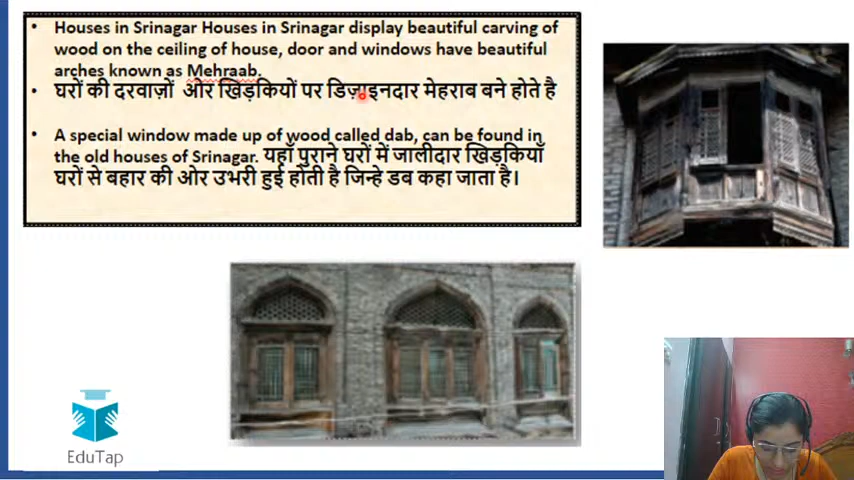 Houses in Srinagar Houses in Srinagar display beautiful carving of
wood on the ceiling of house, door and windows have beautiful
arches known as Mehraab.
घरों की दरवाज़ों ओर खिड़कियों पर डिज़ाइनदार मेहराब बने होते है
A special window made up of wood called dab, can be found in
the old houses of Srinagar. यहाँ पुराने घरों में जालीदार खिड़कियाँ
घरों से बहार की ओर उभरी हुई होती है जिन्हे डब कहा जाता है।
EduTap